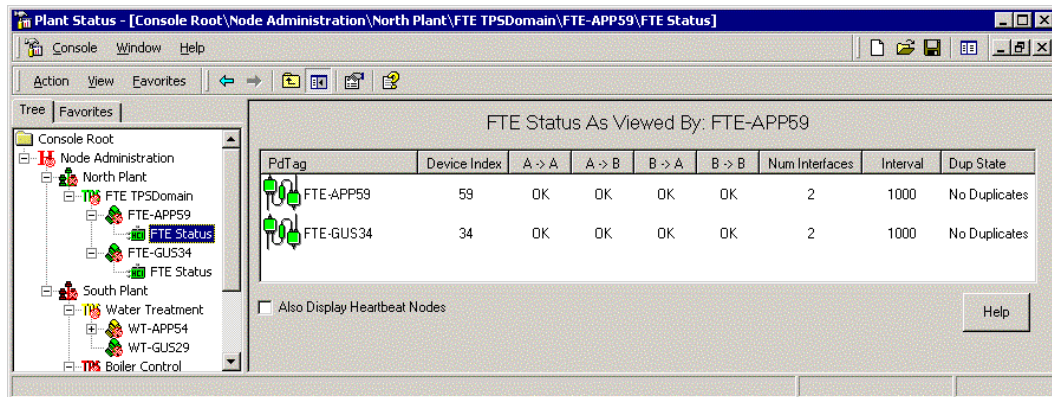 Plant Status - [Console Root\Node Administration\North Plant\FTE TPSDomain\FTE-APP59\FTE Status]
Console Window Help
Action View Favorites
Tree Favorites
Console Root
Node Administration
North Plant
TPS FTE TPSDomain
FTE-APP59
FTE Status
FTE-GUS34
FTE Status
South Plant
TPS Water Treatment
WT-APP54
WT-GUS29
TPS Boiler Control
FTE Status As Viewed By: FTE-APP59
PdTag Device Index A -> A A -> B B -> A B -> B Num Interfaces Interval Dup State
FTE-APP59 59 OK OK OK OK 2 1000 No Duplicates
FTE-GUS34 34 OK OK OK OK 2 1000 No Duplicates
Also Display Heartbeat Nodes
Help